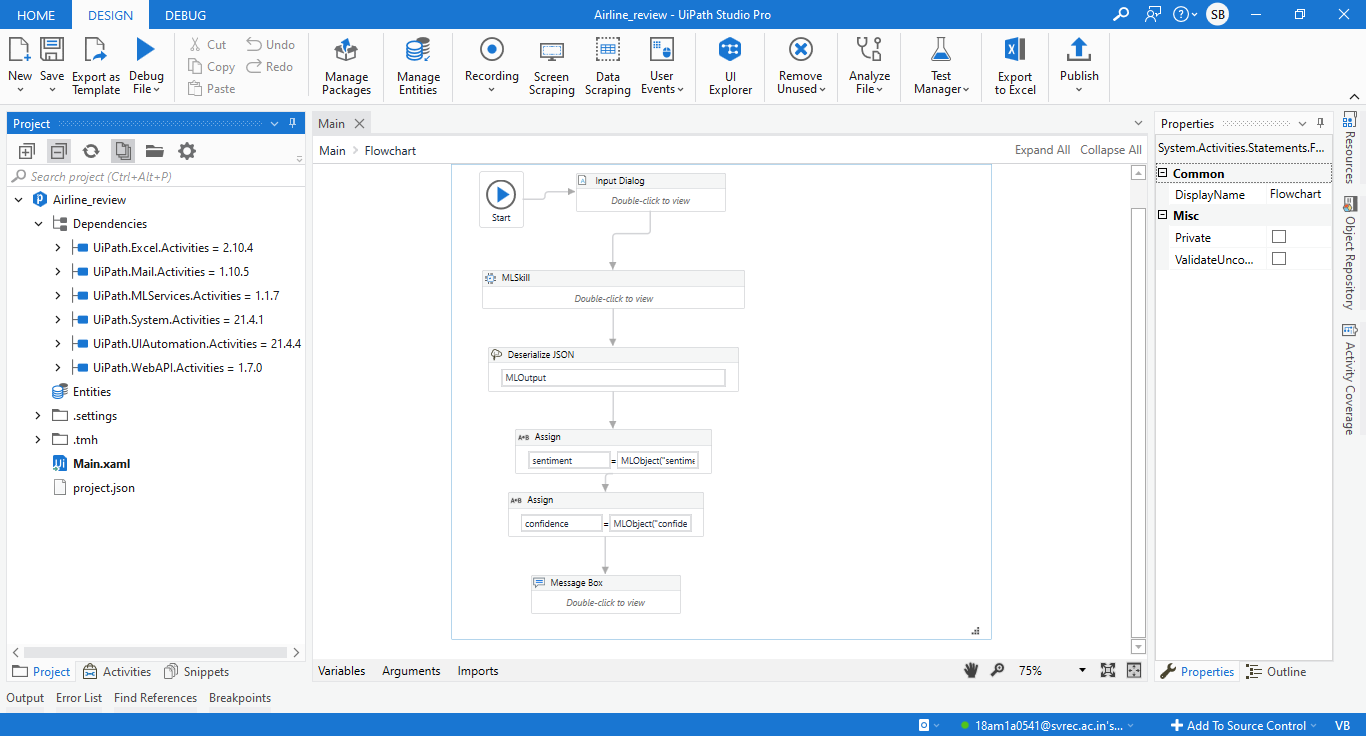 HOME DESIGN DEBUG Airline_review - UiPath Studio Pro SB
New Save Export as Template Debug File
Cut Undo
Copy Redo
Paste
Manage Packages
Manage Entities
Recording
Screen Scraping
Data Scraping
User Events
UI Explorer
Remove Unused
Analyze File
Test Manager
Export to Excel
Publish
Project
Search project (Ctrl+Alt+P)
Airline_review
Dependencies
UiPath.Excel.Activities = 2.10.4
UiPath.Mail.Activities = 1.10.5
UiPath.MLServices.Activities = 1.1.7
UiPath.System.Activities = 21.4.1
UiPath.UIAutomation.Activities = 21.4.4
UiPath.WebAPI.Activities = 1.7.0
Entities
.settings
.tmh
Main.xaml
project.json
Project Activities Snippets
Main
Main Flowchart Expand All Collapse All
Start
Input Dialog
Double-click to view
MLSkill
Double-click to view
Deserialize JSON
MLOutput
A+B Assign
sentiment = MLObject("sentime
A+B Assign
confidence = MLObject("confide
Message Box
Double-click to view
Variables Arguments Imports 75%
Properties
System.Activities.Statements.F...
Common
DisplayName Flowchart
Misc
Private
ValidateUnco...
Properties Outline
Resources
Object Repository
Activity Coverage
Output Error List Find References Breakpoints
18am1a0541@svrec.ac.in's... Add To Source Control VB